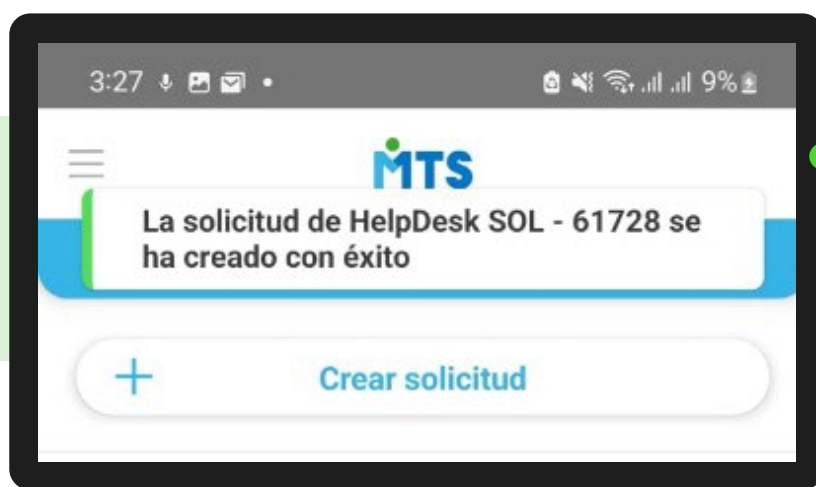 3:27
9%
MTS
La solicitud de HelpDesk SOL - 61728 se
ha creado con éxito
+ Crear solicitud